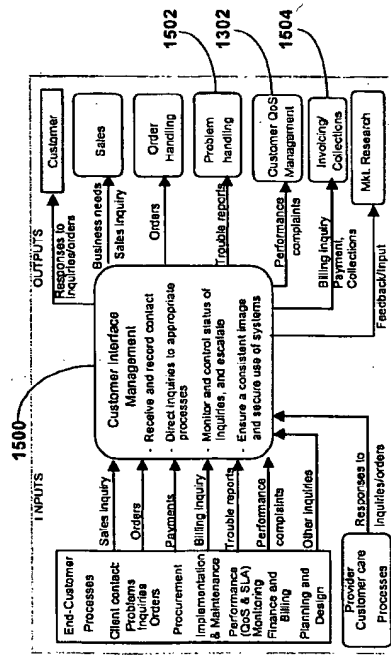 1500
1502
1302
1504
INPUTS
OUTPUTS
End-Customer
Processes
Client contact
Problems
Inquiries
Orders
Procurement
Implementation
& Maintenance
Performance
(QoS & SLA)
Monitoring
Finance and
Billing
Planning and
Design
Provider
Customer care
Processes
Sales Inquiry
Orders
Payments
Billing Inquiry
Trouble reports
Performance
complaints
Other Inquiries
Responses to
Inquiries/orders
Customer Interface
Management
- Receive and record contact
- Direct Inquiries to appropriate
processes
- Monitor and control status of
Inquiries, and escalate
- Ensure a consistent image
and secure use of systems
Responses to
Inquiries/orders
Business needs
Sales Inquiry
Orders
Trouble reports
Performance
complaints
Billing Inquiry
Payment,
Collections
Feedback/Input
Customer
Sales
Order
Handling
Problem
handling
Customer QoS
Management
Invoicing/
Collections
Mkt. Research